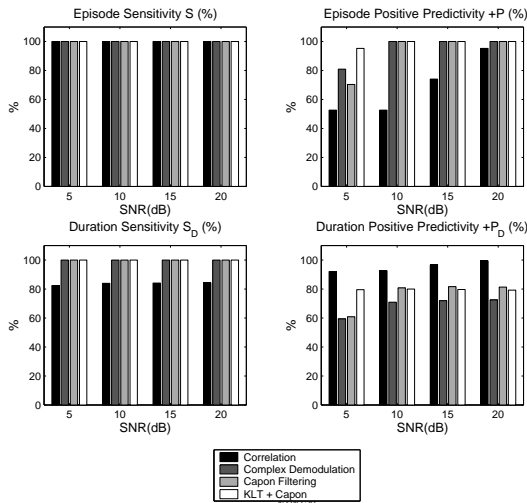 Episode Sensitivity S (%)
Episode Positive Predictivity +P (%)
100
80
60
40
20
0
%
5 10 15 20
SNR(dB)
100
80
60
40
20
0
%
5 10 15 20
SNR(dB)
Duration Sensitivity S_D (%)
Duration Positive Predictivity +P_D (%)
100
80
60
40
20
0
%
5 10 15 20
SNR(dB)
100
80
60
40
20
0
%
5 10 15 20
SNR(dB)
Correlation
Complex Demodulation
Capon Filtering
KLT + Capon